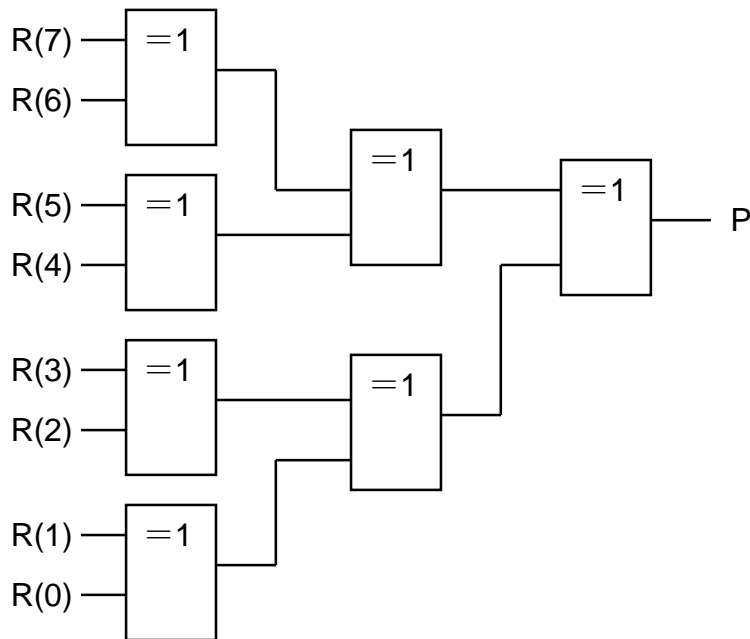 R(7)
=1
R(6)
=1
=1
R(5)
=1
P
R(4)
R(3)
=1
=1
R(2)
R(1)
=1
R(0)